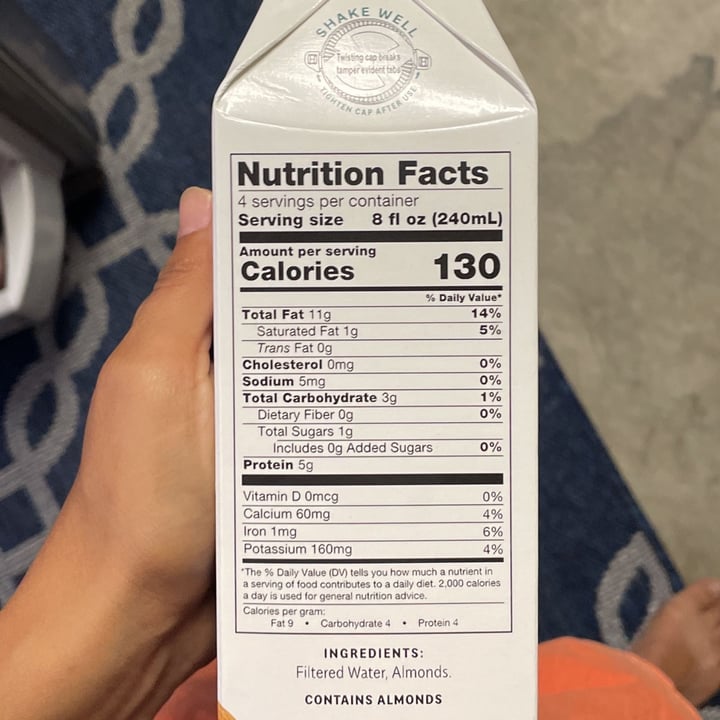 SHAKE WELL
Twisting cap breaks
tamper evident tabs
TIGHTEN CAP AFTER USE
Nutrition Facts
4 servings per container
Serving size 8 fl oz (240mL)
Amount per serving
Calories 130
% Daily Value*
Total Fat 11g 14%
Saturated Fat 1g 5%
Trans Fat 0g
Cholesterol 0mg 0%
Sodium 5mg 0%
Total Carbohydrate 3g 1%
Dietary Fiber 0g 0%
Total Sugars 1g
Includes 0g Added Sugars 0%
Protein 5g
Vitamin D 0mcg 0%
Calcium 60mg 4%
Iron 1mg 6%
Potassium 160mg 4%
*The % Daily Value (DV) tells you how much a nutrient in
a serving of food contributes to a daily diet. 2,000 calories
a day is used for general nutrition advice.
Calories per gram:
Fat 9 • Carbohydrate 4 • Protein 4
INGREDIENTS:
Filtered Water, Almonds.
CONTAINS ALMONDS